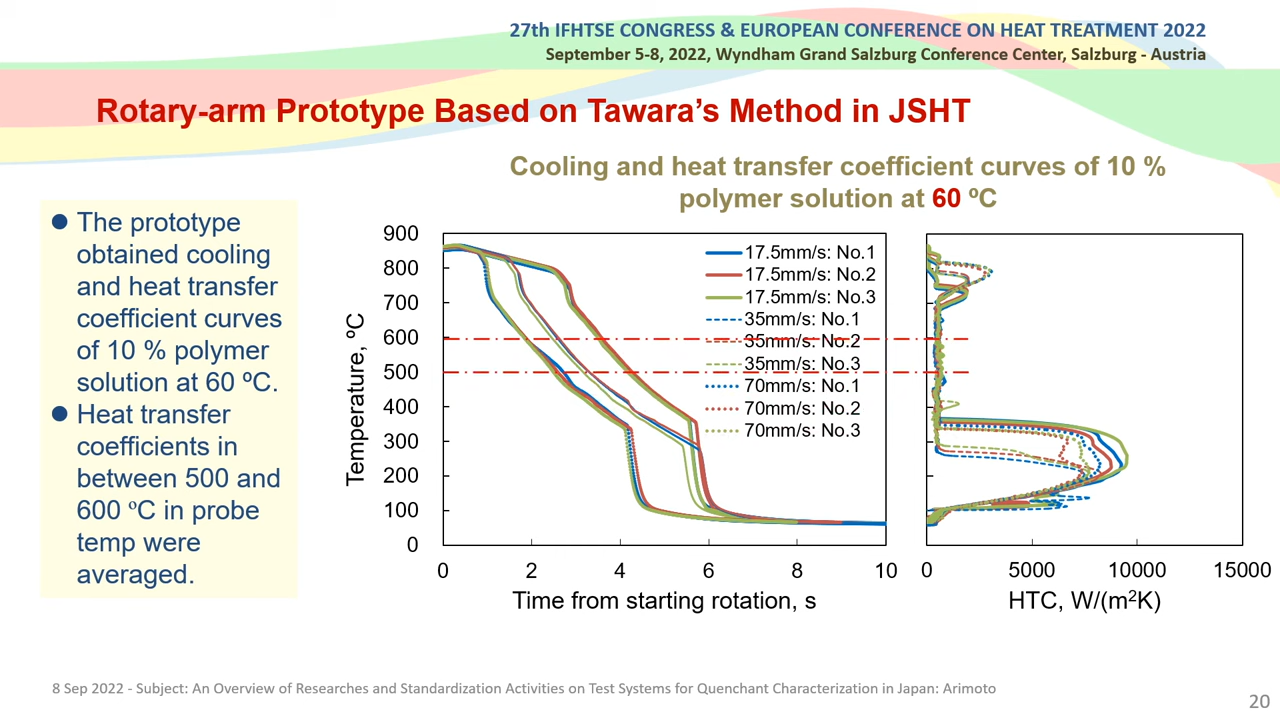 27th IFHTSE CONGRESS & EUROPEAN CONFERENCE ON HEAT TREATMENT 2022
September 5-8, 2022, Wyndham Grand Salzburg Conference Center, Salzburg - Austria
Rotary-arm Prototype Based on Tawara's Method in JSHT
Cooling and heat transfer coefficient curves of 10 %
polymer solution at 60 ºC
● The prototype
obtained cooling
and heat transfer
coefficient curves
of 10 % polymer
solution at 60 ºC.
● Heat transfer
coefficients in
between 500 and
600 ºC in probe
temp were
averaged.
Temperature, ºC
900
800
700
600
500
400
300
200
100
0
17.5mm/s: No.1
17.5mm/s: No.2
17.5mm/s: No.3
35mm/s: No.1
35mm/s: No.2
35mm/s: No.3
70mm/s: No.1
70mm/s: No.2
70mm/s: No.3
0 2 4 6 8 10
Time from starting rotation, s
0 5000 10000 15000
HTC, W/(m²K)
8 Sep 2022 - Subject: An Overview of Researches and Standardization Activities on Test Systems for Quenchant Characterization in Japan: Arimoto
20